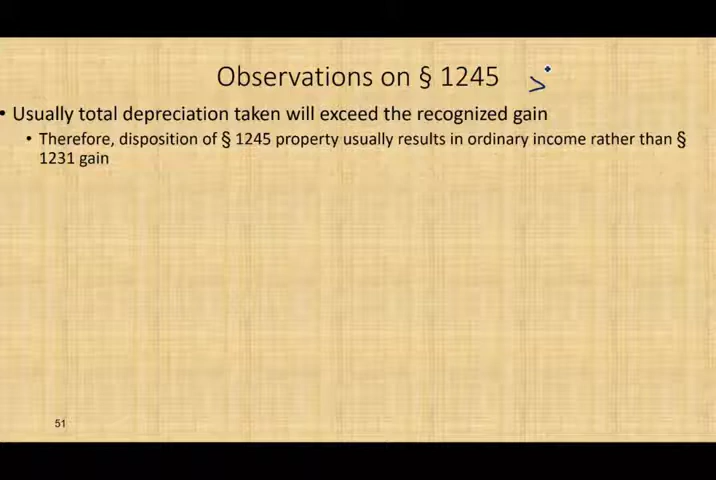 Observations on § 1245 >
• Usually total depreciation taken will exceed the recognized gain
• Therefore, disposition of § 1245 property usually results in ordinary income rather than §
1231 gain
51